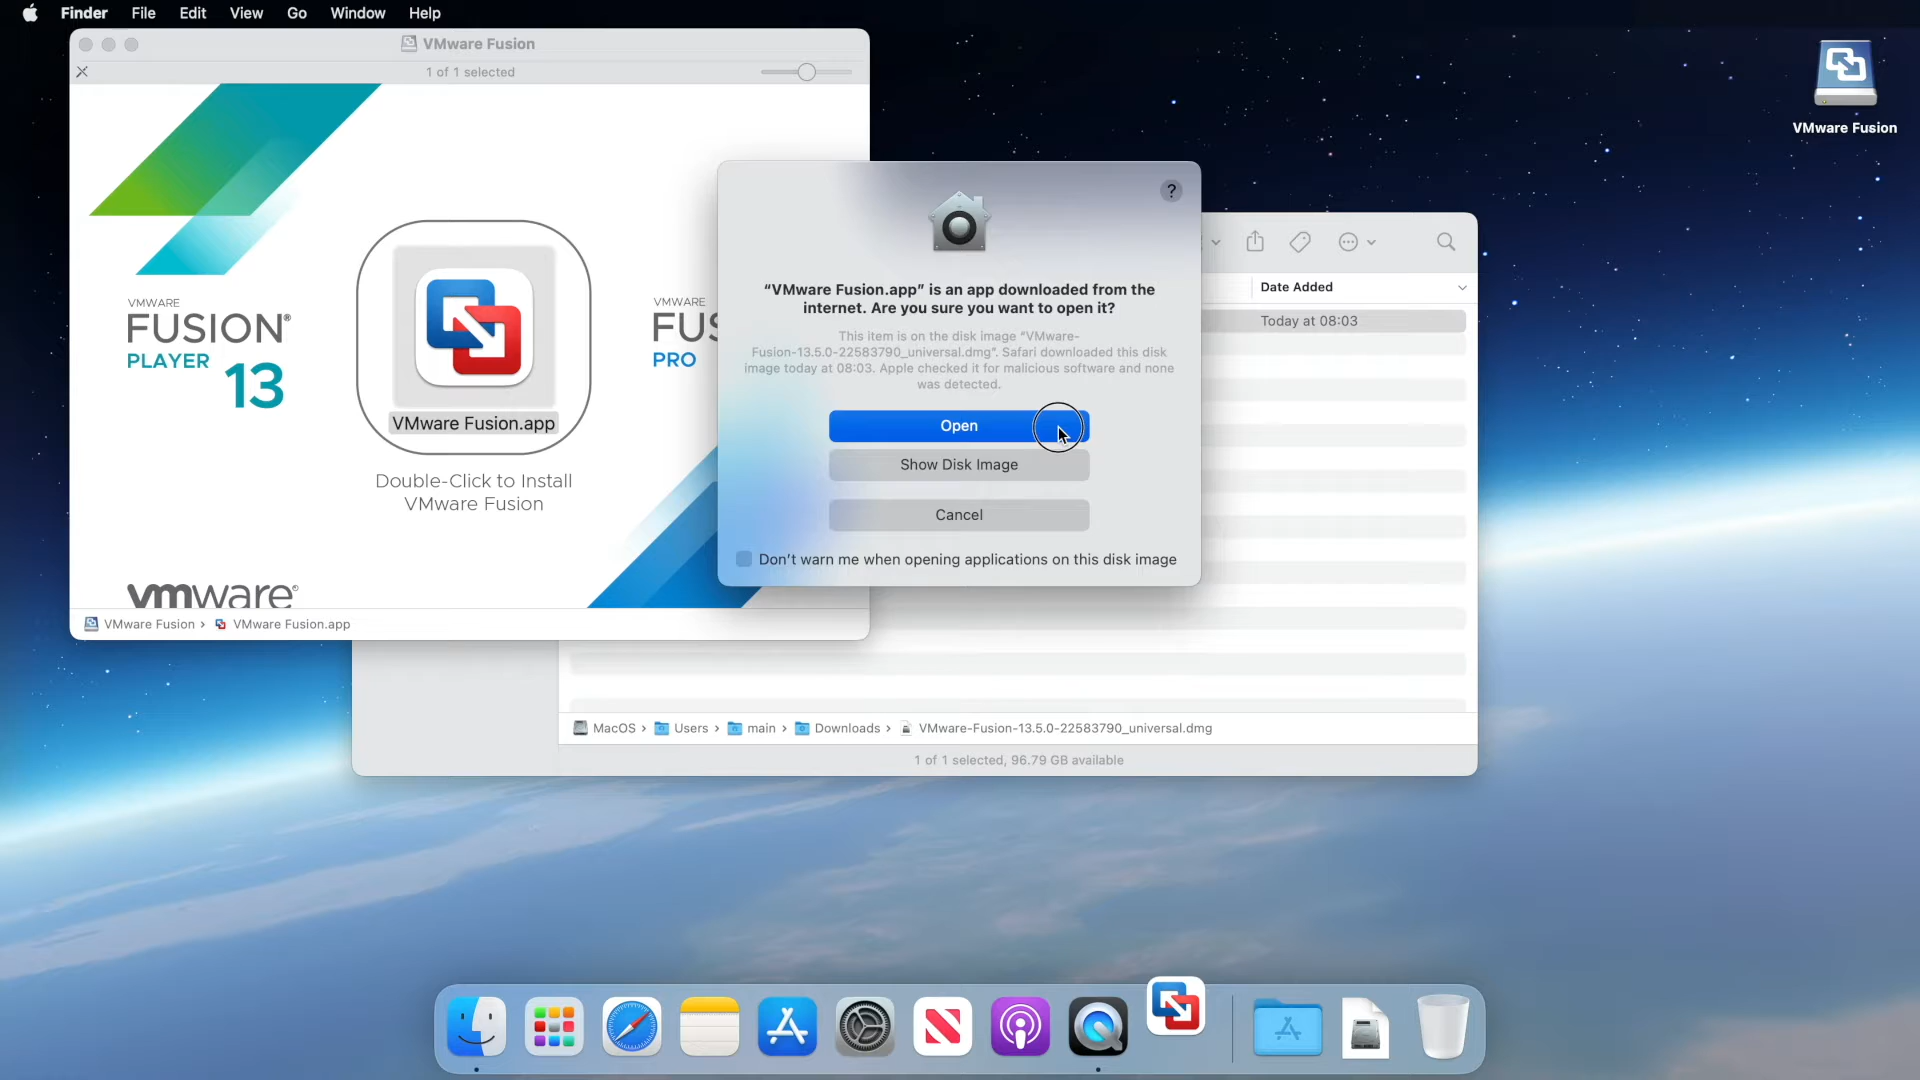 Finder File Edit View Go Window Help
VMware Fusion
1 of 1 selected
VMware Fusion
“VMware Fusion.app” is an app downloaded from the
internet. Are you sure you want to open it?
This item is on the disk image “VMware-
Fusion-13.5.0-22583790_universal.dmg”. Safari downloaded this disk
image today at 08:03. Apple checked it for malicious software and none
was detected.
Open
Show Disk Image
Cancel
Don’t warn me when opening applications on this disk image
?
VMWARE
FUSION®
PLAYER 13
VMWARE
FUS
PRO
VMware Fusion.app
Double-Click to Install
VMware Fusion
vmware®
VMware Fusion › VMware Fusion.app
Date Added
Today at 08:03
MacOS › Users › main › Downloads › VMware-Fusion-13.5.0-22583790_universal.dmg
1 of 1 selected, 96.79 GB available